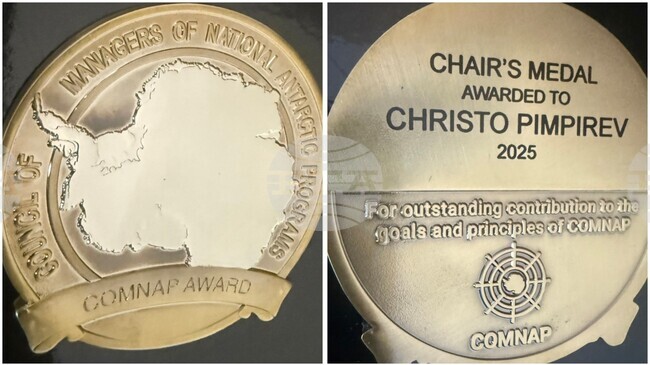 COUNCIL OF MANAGERS OF NATIONAL ANTARCTIC PROGRAMS
COMNAP AWARD
CHAIR'S MEDAL
AWARDED TO
CHRISTO PIMPIREV
2025
For outstanding contribution to the
goals and principles of COMNAP
COMNAP